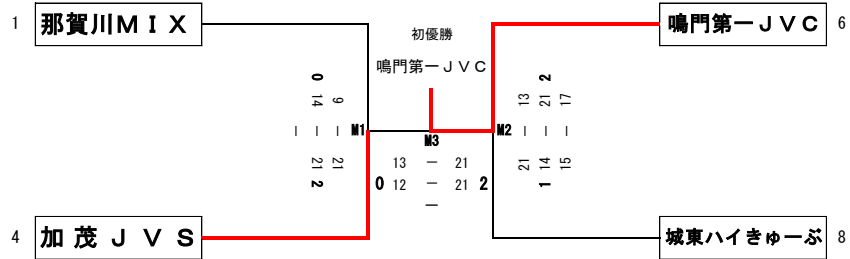 1 那賀川ＭＩＸ
初優勝
鳴門第一ＪＶＣ
鳴門第一ＪＶＣ 6
0
14 9
－ － － M1
21 21
2
M2 － － －
2
13 21 17
21 14 15
1
M3
13 － 21
0 12 － 21 2
－
4 加茂ＪＶＳ
城東ハイきゅーぶ 8